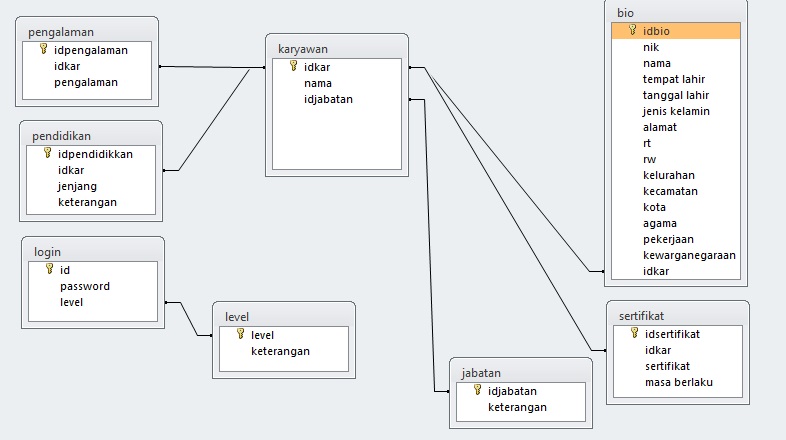 pengalaman
idpengalaman
idkar
pengalaman
karyawan
idkar
nama
idjabatan
bio
idbio
nik
nama
tempat lahir
tanggal lahir
jenis kelamin
alamat
rt
rw
kelurahan
kecamatan
kota
agama
pekerjaan
kewarganegaraan
idkar
pendidikan
idpendidikkan
idkar
jenjang
keterangan
login
id
password
level
level
level
keterangan
jabatan
idjabatan
keterangan
sertifikat
idsertifikat
idkar
sertifikat
masa berlaku